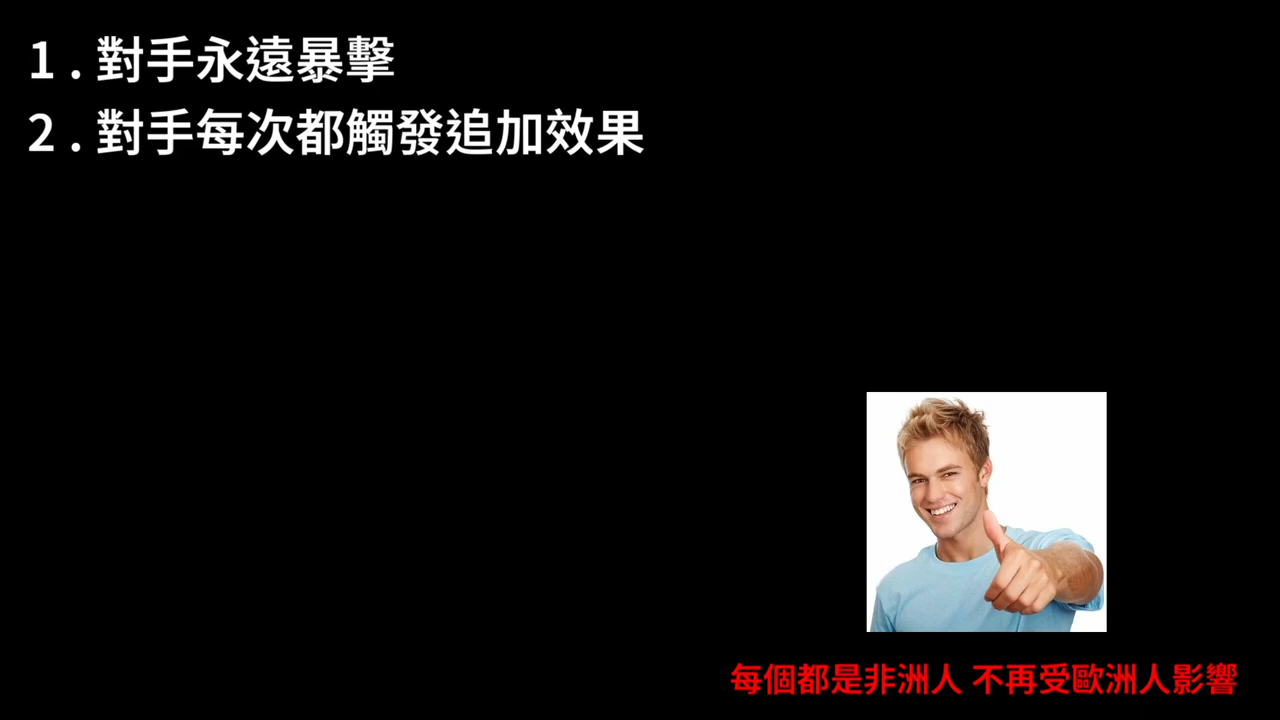 1 . 對手永遠暴擊
2 . 對手每次都觸發追加效果
每個都是非洲人 不再受歐洲人影響